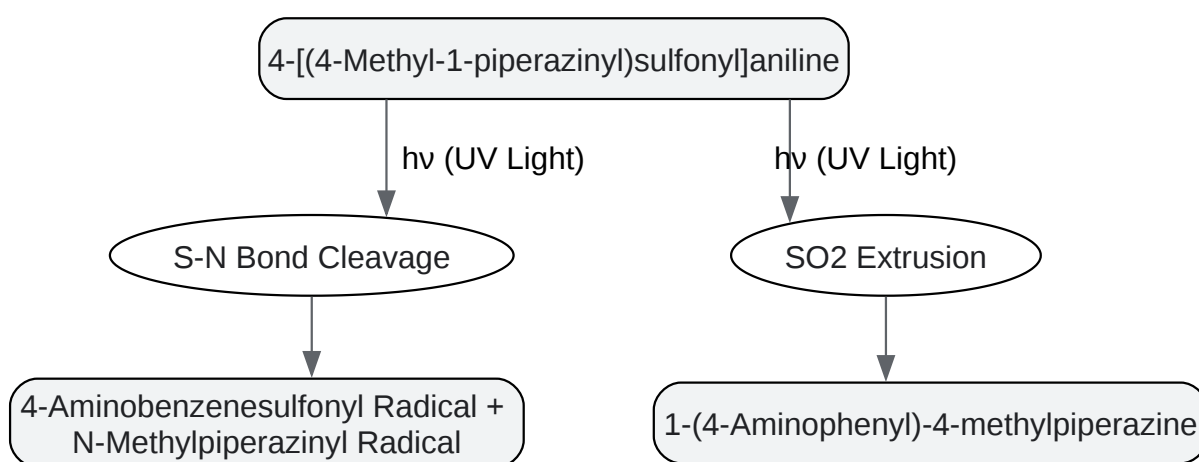 4-[(4-Methyl-1-piperazinyl)sulfonyl]aniline
hν (UV Light)
hν (UV Light)
S-N Bond Cleavage
SO2 Extrusion
4-Aminobenzenesulfonyl Radical +
N-Methylpiperazinyl Radical
1-(4-Aminophenyl)-4-methylpiperazine